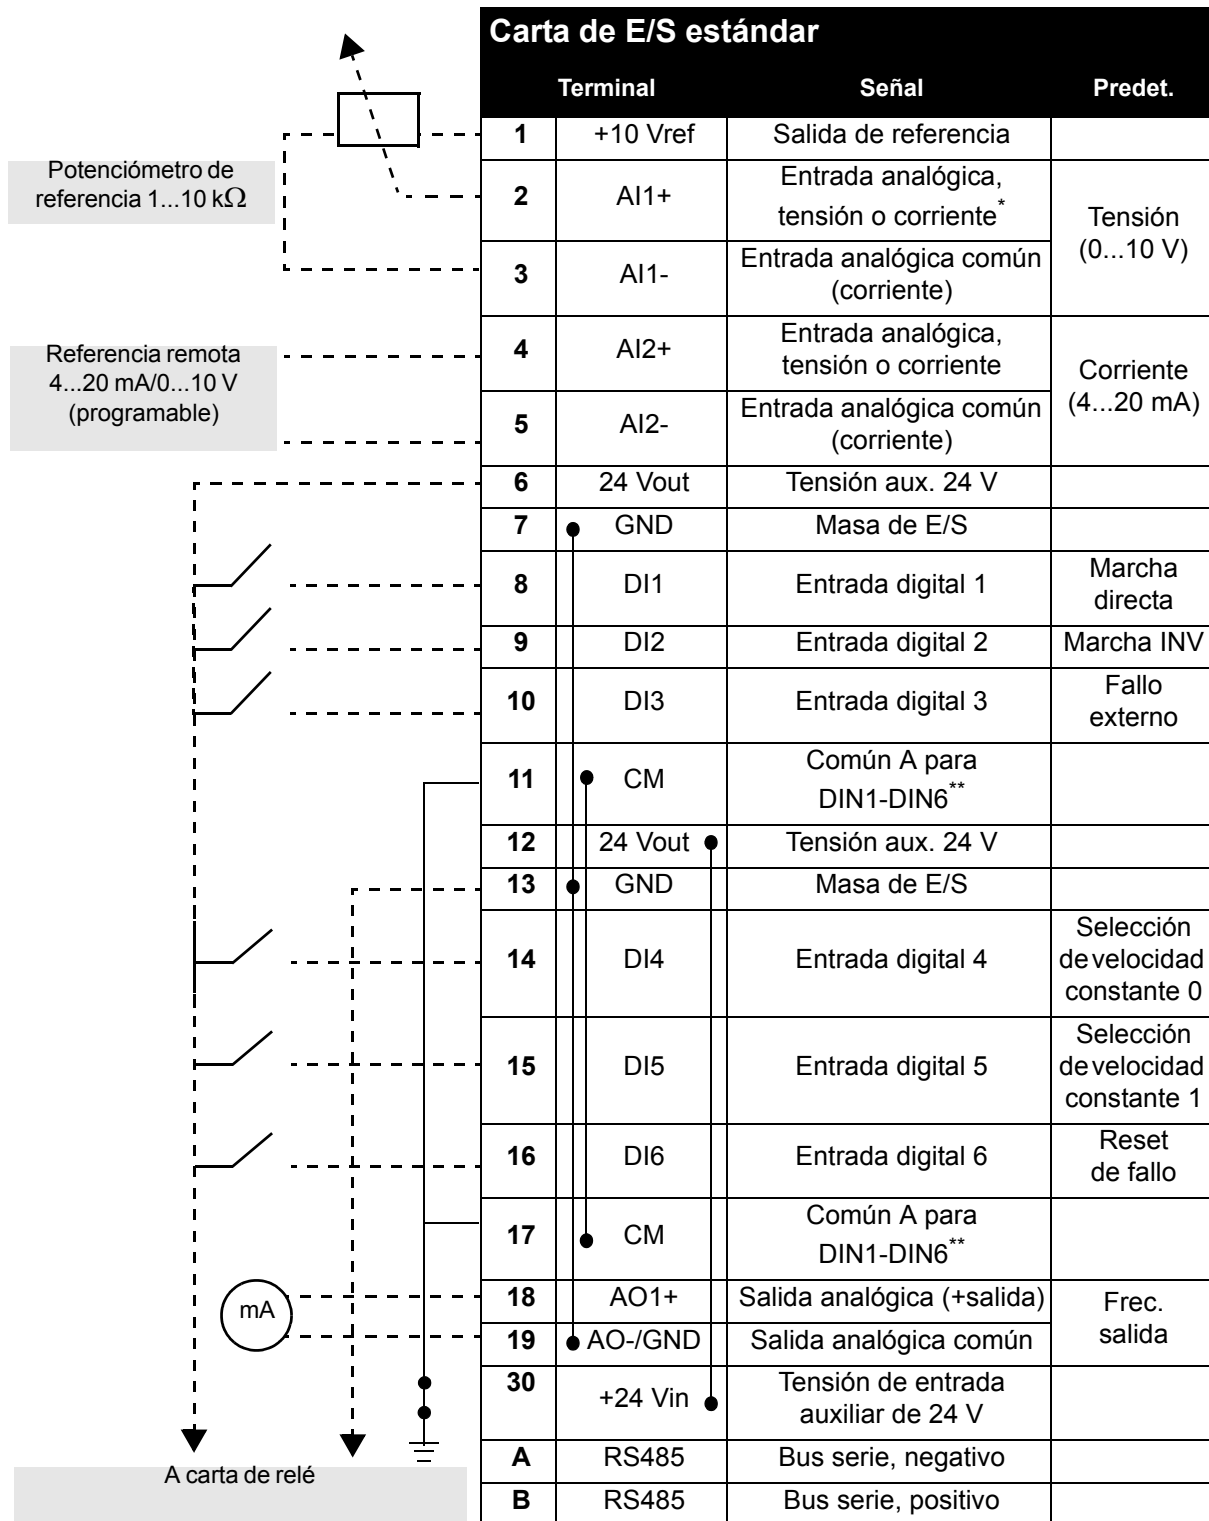 Carta de E/S estándar
Terminal Señal Predet.
1 +10 Vref Salida de referencia
Potenciómetro de
referencia 1...10 kΩ
2 AI1+ Entrada analógica,
tensión o corriente*
Tensión
(0...10 V)
3 AI1- Entrada analógica común
(corriente)
Referencia remota
4...20 mA/0...10 V
(programable)
4 AI2+ Entrada analógica,
tensión o corriente
Corriente
(4...20 mA)
5 AI2- Entrada analógica común
(corriente)
6 24 Vout Tensión aux. 24 V
7 GND Masa de E/S
8 DI1 Entrada digital 1 Marcha
directa
9 DI2 Entrada digital 2 Marcha INV
10 DI3 Entrada digital 3 Fallo
externo
11 CM Común A para
DIN1-DIN6**
12 24 Vout Tensión aux. 24 V
13 GND Masa de E/S
14 DI4 Entrada digital 4 Selección
de velocidad
constante 0
15 DI5 Entrada digital 5 Selección
de velocidad
constante 1
16 DI6 Entrada digital 6 Reset
de fallo
17 CM Común A para
DIN1-DIN6**
mA
18 AO1+ Salida analógica (+salida) Frec.
salida
19 AO-/GND Salida analógica común
30 +24 Vin Tensión de entrada
auxiliar de 24 V
A carta de relé
A RS485 Bus serie, negativo
B RS485 Bus serie, positivo